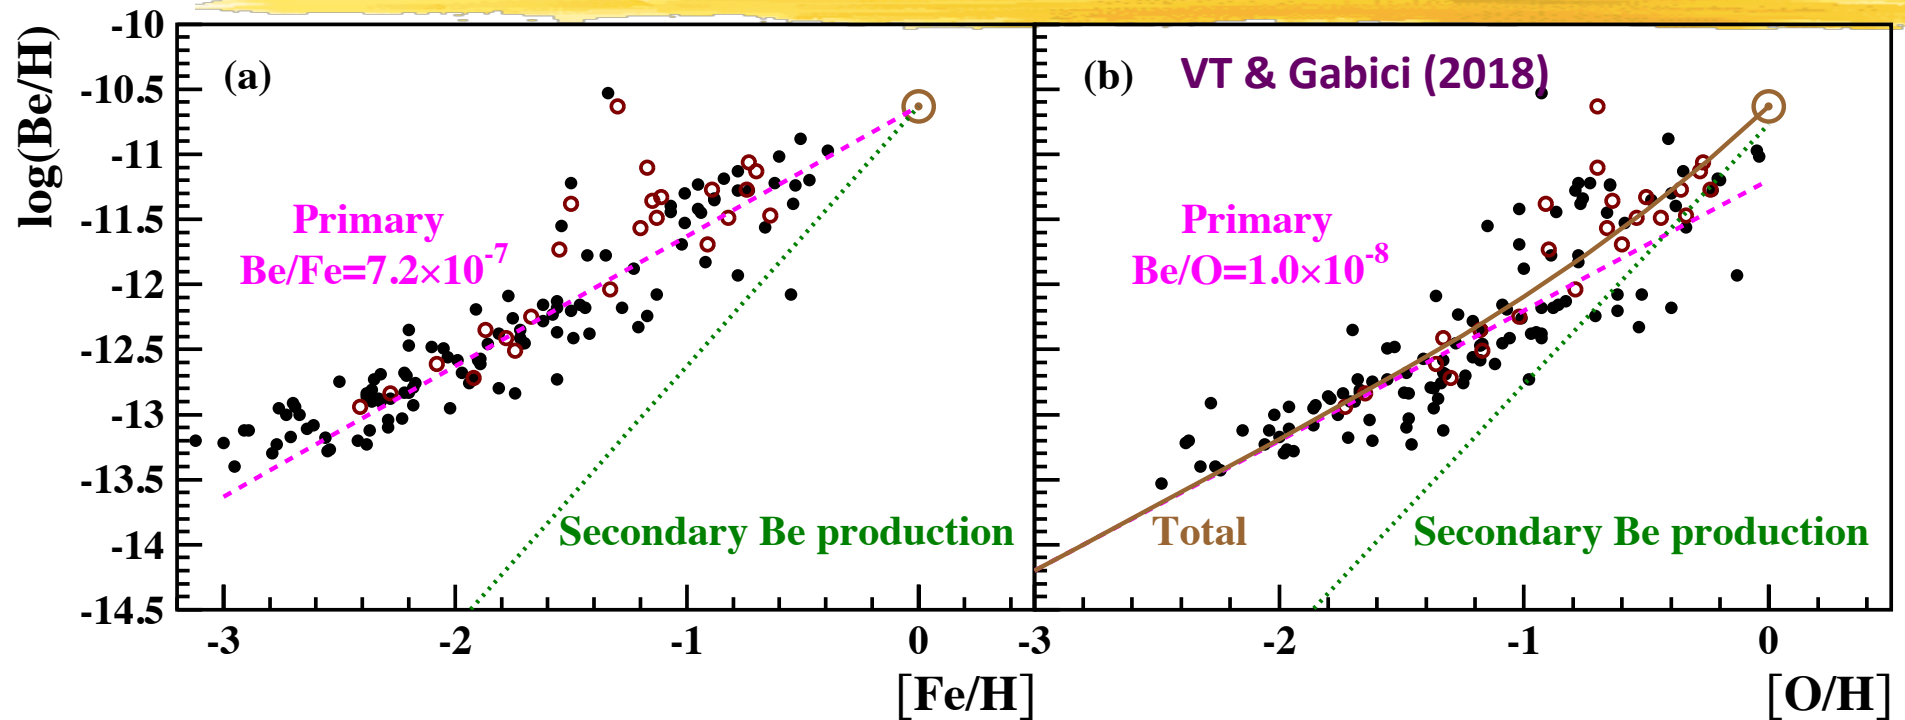 -10
-10.5
-11
-11.5
-12
-12.5
-13
-13.5
-14
-14.5
log(Be/H)
(a)
Primary
Be/Fe=7.2×10⁻⁷
Secondary Be production
-3
-2
-1
0
[Fe/H]
(b)
VT & Gabici (2018)
Primary
Be/O=1.0×10⁻⁸
Total
Secondary Be production
-3
-2
-1
0
[O/H]